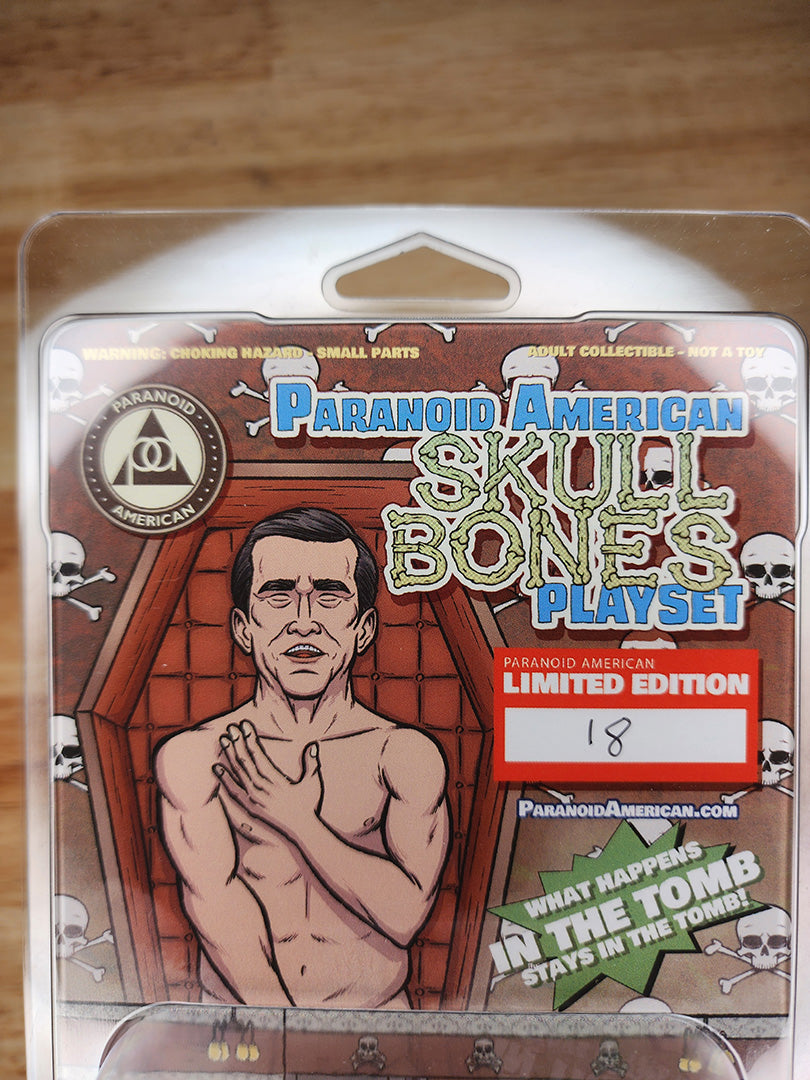 WARNING: CHOKING HAZARD - SMALL PARTS
ADULT COLLECTIBLE - NOT A TOY
PARANOID
pa
AMERICAN
PARANOID AMERICAN
SKULL
BONES
PLAYSET
PARANOID AMERICAN
LIMITED EDITION
18
PARANOIDAMERICAN.COM
WHAT HAPPENS
IN THE TOMB
STAYS IN THE TOMB!